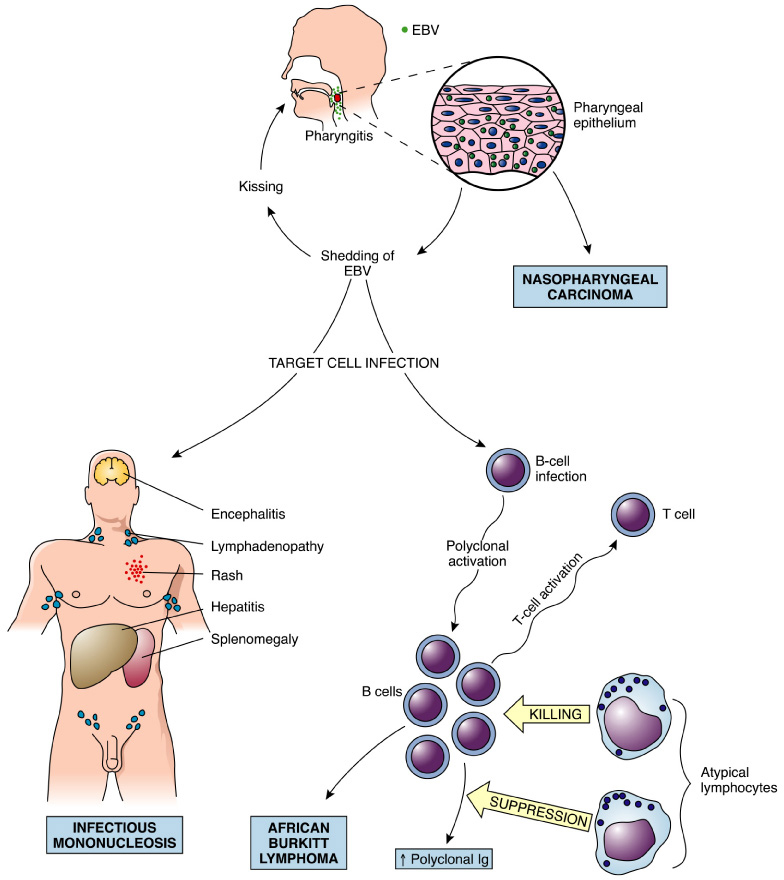 EBV
Pharyngeal
epithelium
Pharyngitis
Kissing
Shedding of
EBV
NASOPHARYNGEAL
CARCINOMA
TARGET CELL INFECTION
B-cell
infection
T cell
Encephalitis
Lymphadenopathy
Rash
Hepatitis
Splenomegaly
Polyclonal
activation
T-cell activation
B cells
KILLING
SUPPRESSION
Atypical
lymphocytes
INFECTIOUS
MONONUCLEOSIS
AFRICAN
BURKITT
LYMPHOMA
↑ Polyclonal Ig